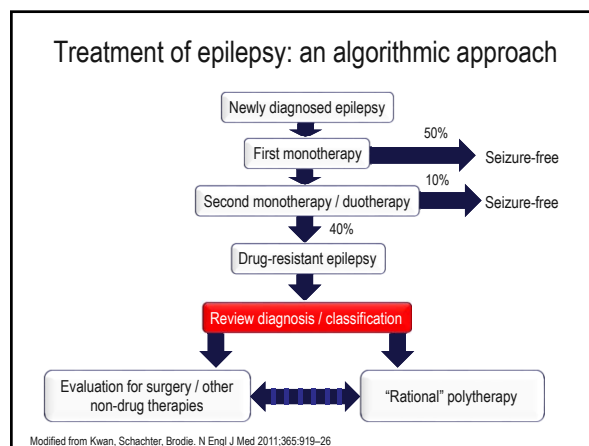 Treatment of epilepsy: an algorithmic approach
Newly diagnosed epilepsy
50%
First monotherapy
Seizure-free
10%
Second monotherapy / duotherapy
Seizure-free
40%
Drug-resistant epilepsy
Review diagnosis / classification
Evaluation for surgery / other
non-drug therapies
“Rational” polytherapy
Modified from Kwan, Schachter, Brodie. N Engl J Med 2011;365:919–26